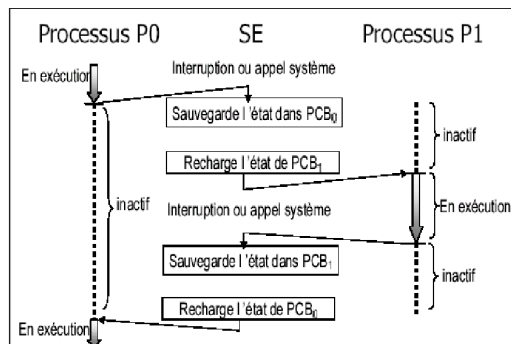 Processus P0 SE Processus P1
En exécution
Interruption ou appel système
Sauvegarde l 'état dans PCB0
inactif
Recharge l 'état de PCB1
inactif
Interruption ou appel système
En exécution
Sauvegarde l 'état dans PCB1
inactif
Recharge l 'état de PCB0
En exécution